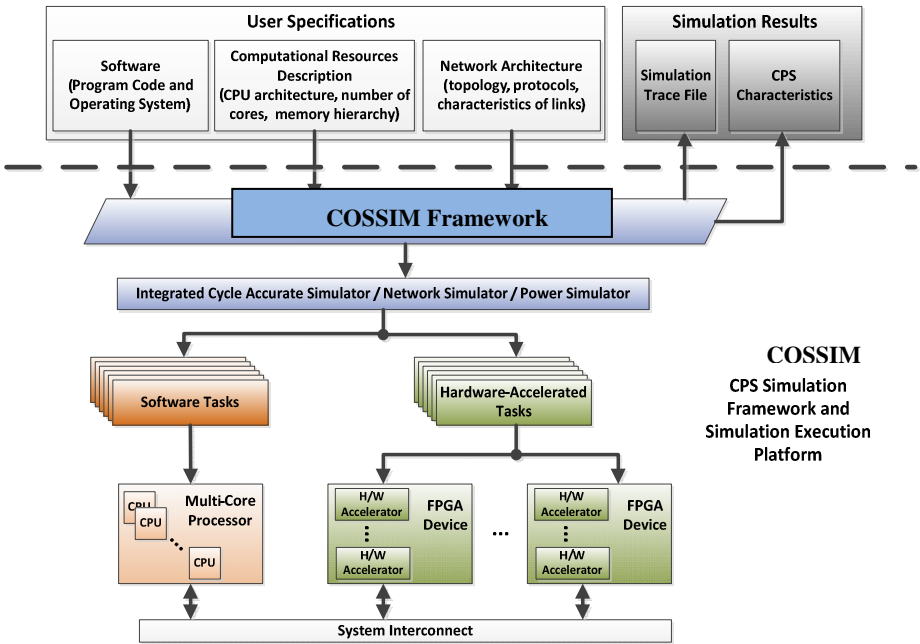 User Specifications
Software
(Program Code and
Operating System)
Computational Resources
Description
(CPU architecture, number of
cores, memory hierarchy)
Network Architecture
(topology, protocols,
characteristics of links)
Simulation Results
Simulation
Trace File
CPS
Characteristics
COSSIM Framework
Integrated Cycle Accurate Simulator / Network Simulator / Power Simulator
Software Tasks
Hardware-Accelerated
Tasks
COSSIM
CPS Simulation
Framework and
Simulation Execution
Platform
Multi-Core
Processor
CPU
CPU
CPU
H/W
Accelerator
H/W
Accelerator
FPGA
Device
...
H/W
Accelerator
H/W
Accelerator
FPGA
Device
System Interconnect